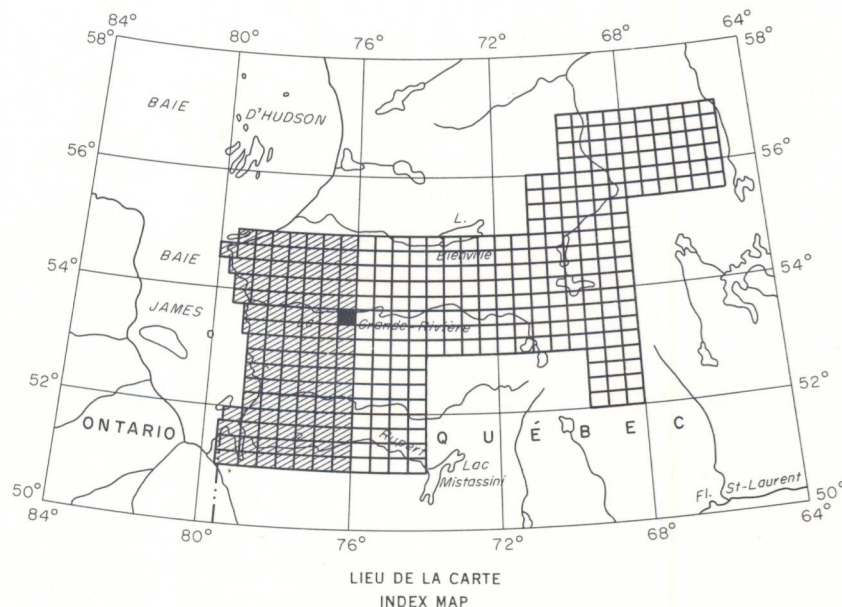 84°
58°
80°
76°
72°
68°
64°
58°
BAIE
D'HUDSON
56°
56°
L.
Bienville
BAIE
54°
54°
JAMES
La
Grande-Rivière
52°
52°
ONTARIO
QUÉBEC
Rupert
Lac
Mistassini
Fl. St-Laurent
50°
50°
84°
80°
76°
72°
68°
64°
LIEU DE LA CARTE
INDEX MAP